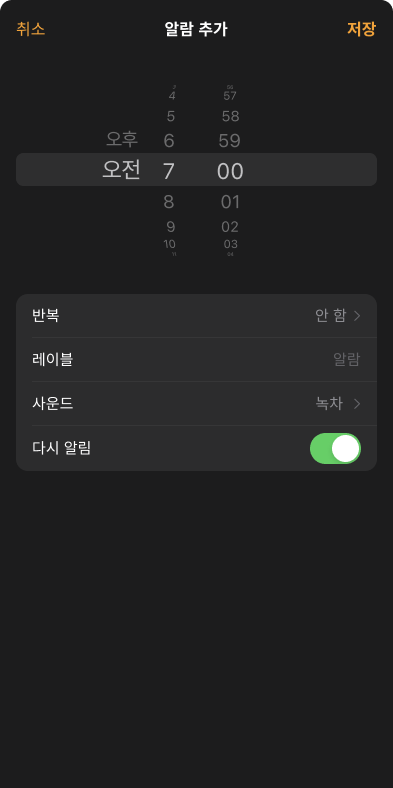 취소 알람 추가 저장
4 57
5 58
오후 6 59
오전 7 00
8 01
9 02
10 03
11 04
반복 안 함
레이블 알람
사운드 녹차
다시 알림